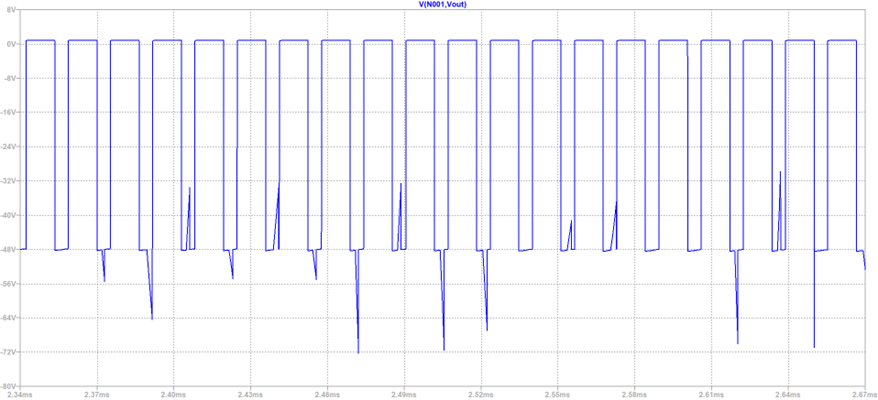 V(N001,Vout)
8V
0V
-8V
-16V
-24V
-32V
-40V
-48V
-56V
-64V
-72V
-80V
2.34ms 2.37ms 2.40ms 2.43ms 2.46ms 2.49ms 2.52ms 2.55ms 2.58ms 2.61ms 2.64ms 2.67ms